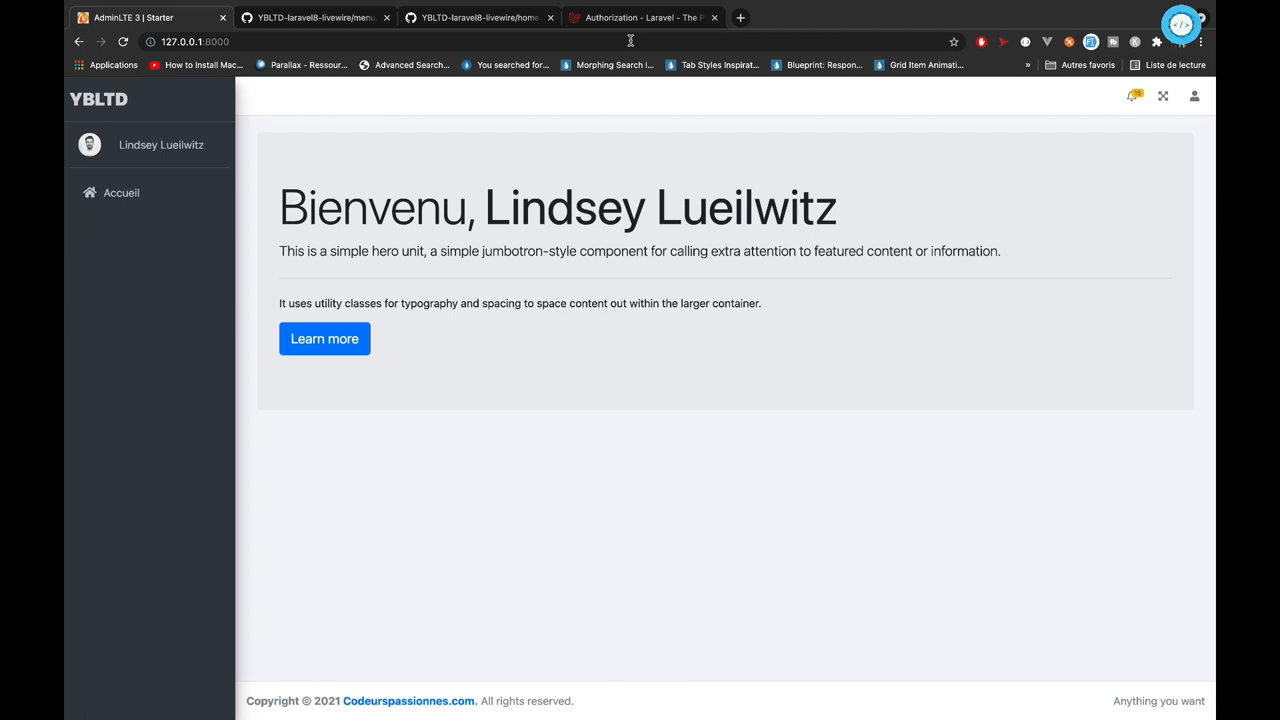 AdminLTE 3 | Starter
YBLTD-laravel8-livewire/menu.
YBLTD-laravel8-livewire/home
Authorization - Laravel - The P
127.0.0.1:8000
Applications
How to Install Mac...
Parallax - Ressour...
Advanced Search...
You searched for...
Morphing Search I...
Tab Styles Inspirat...
Blueprint: Respon...
Grid Item Animati...
»
Autres favoris
Liste de lecture
YBLTD
15
Lindsey Lueilwitz
Accueil
Bienvenu, Lindsey Lueilwitz
This is a simple hero unit, a simple jumbotron-style component for calling extra attention to featured content or information.
It uses utility classes for typography and spacing to space content out within the larger container.
Learn more
Copyright © 2021 Codeurspassionnes.com. All rights reserved.
Anything you want